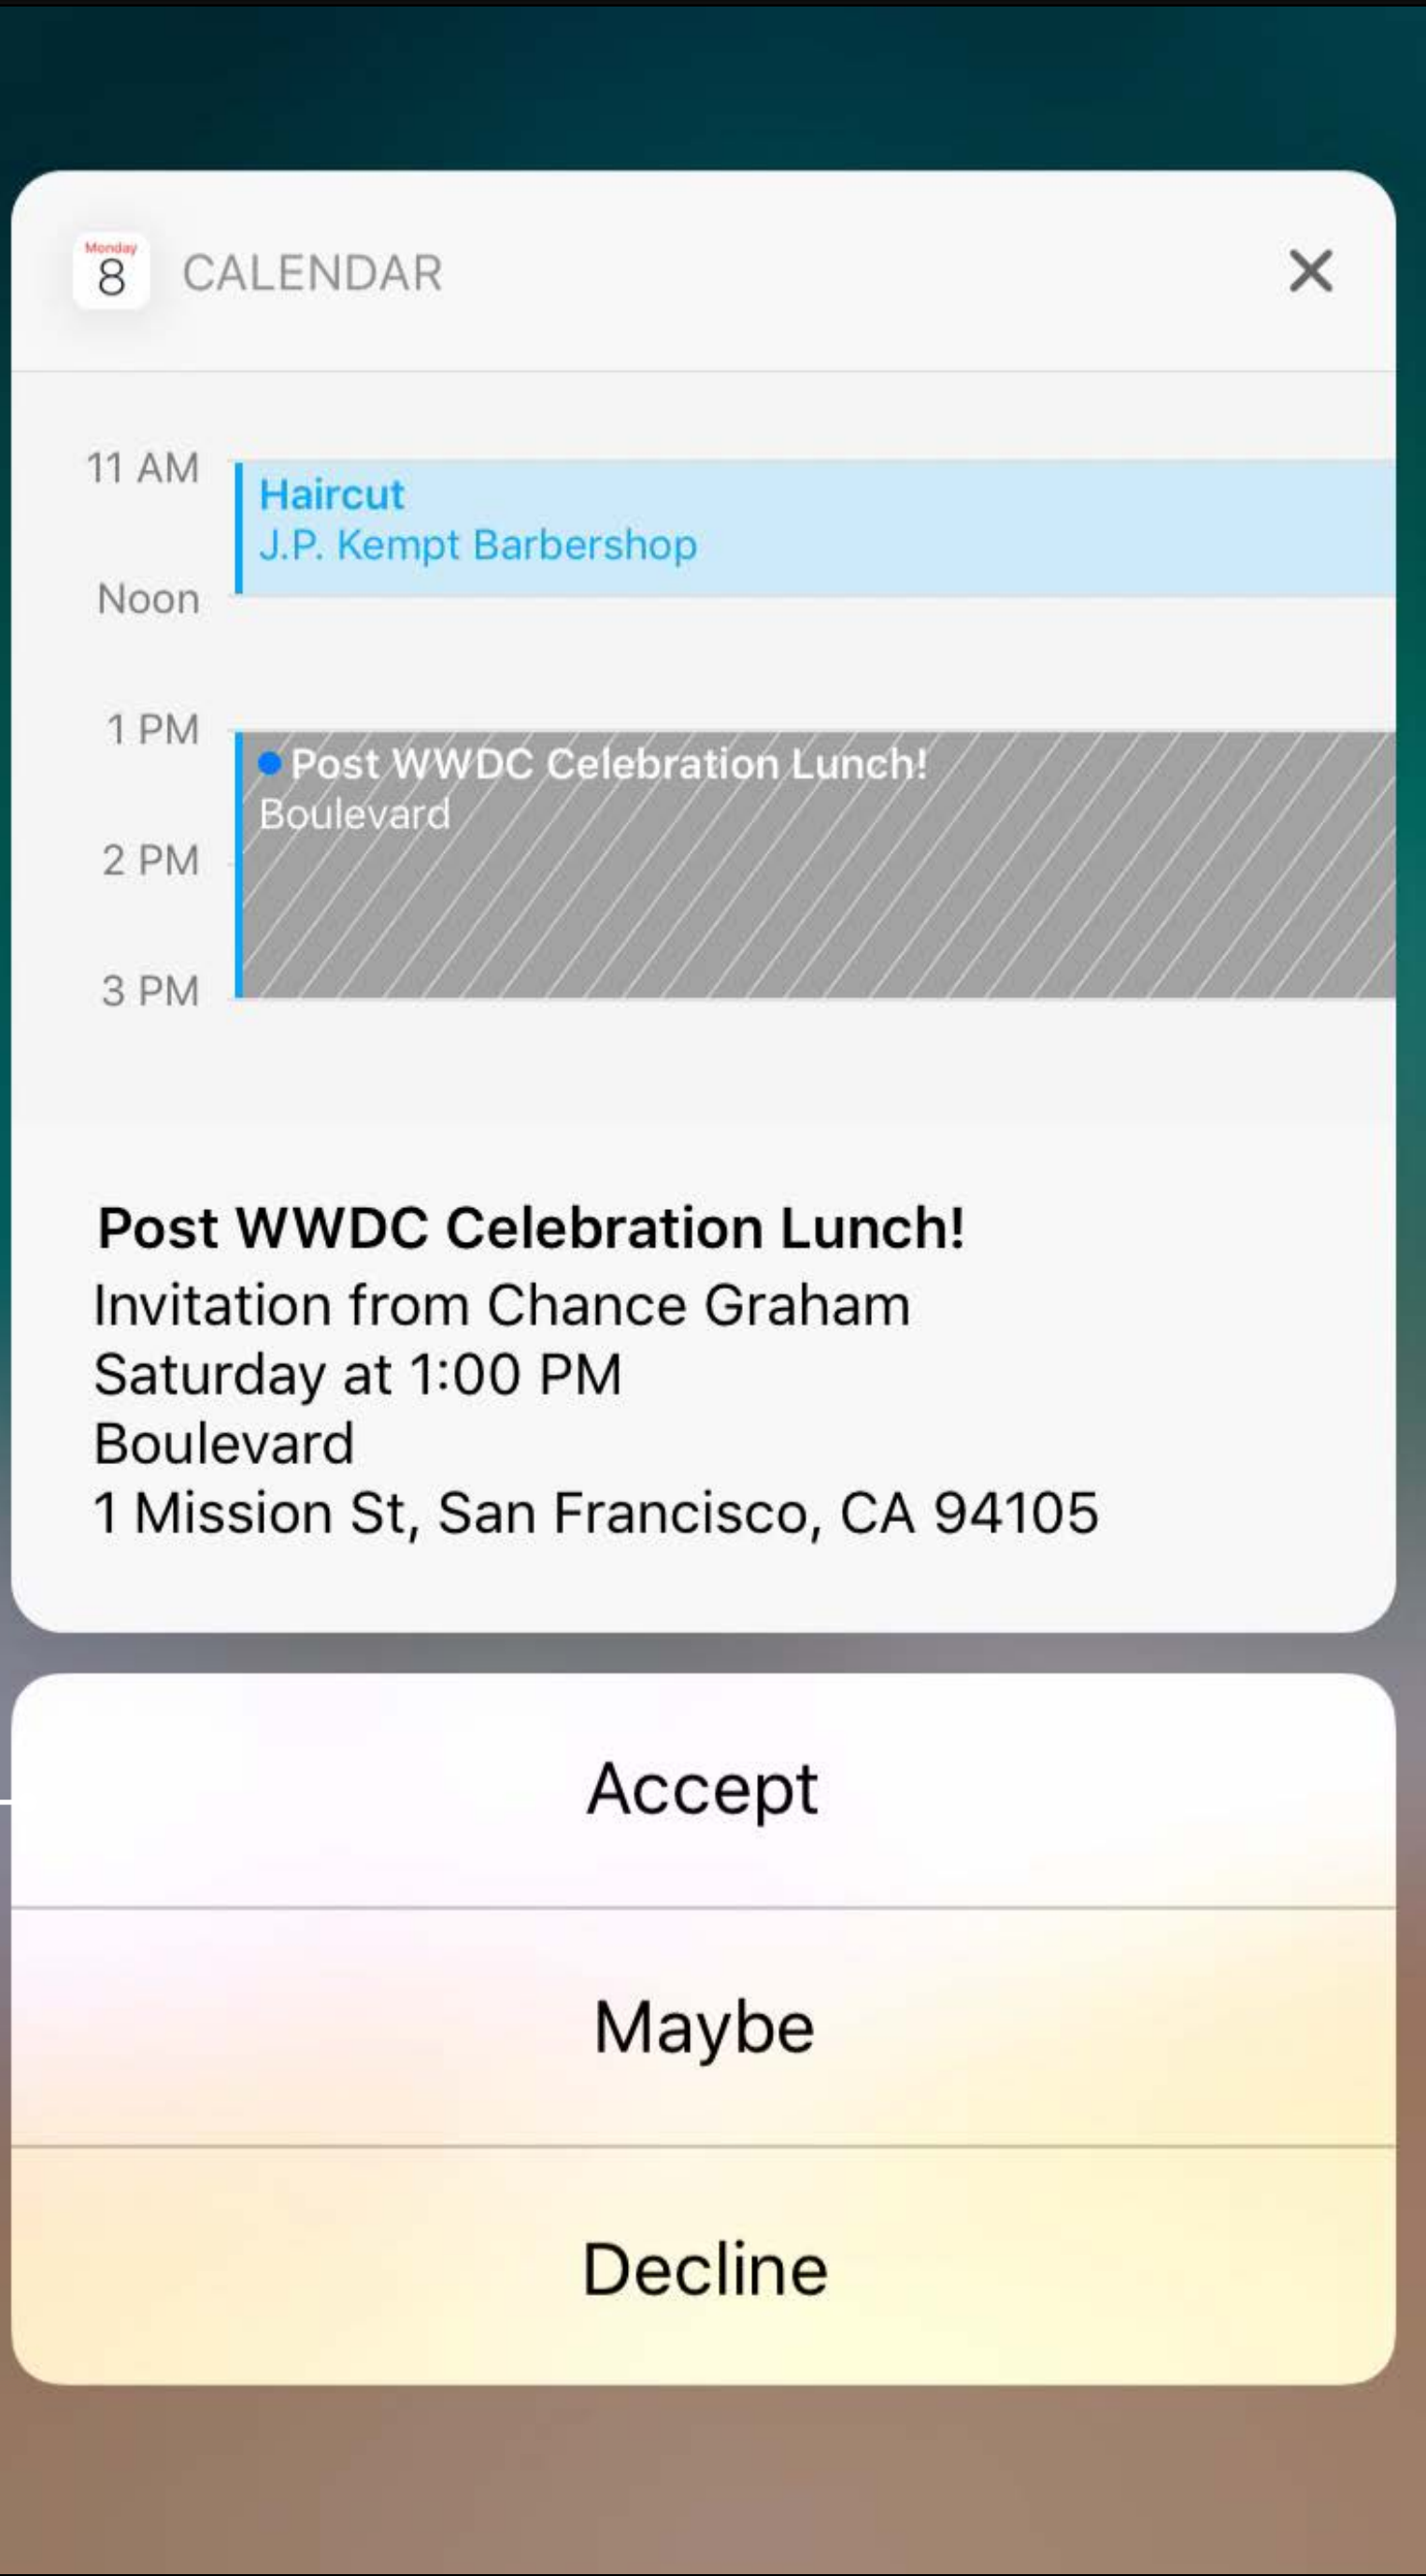 Monday
8
CALENDAR
11 AM
Haircut
J.P. Kempt Barbershop
Noon
1 PM
Post WWDC Celebration Lunch!
Boulevard
2 PM
3 PM
Post WWDC Celebration Lunch!
Invitation from Chance Graham
Saturday at 1:00 PM
Boulevard
1 Mission St, San Francisco, CA 94105
Accept
Maybe
Decline